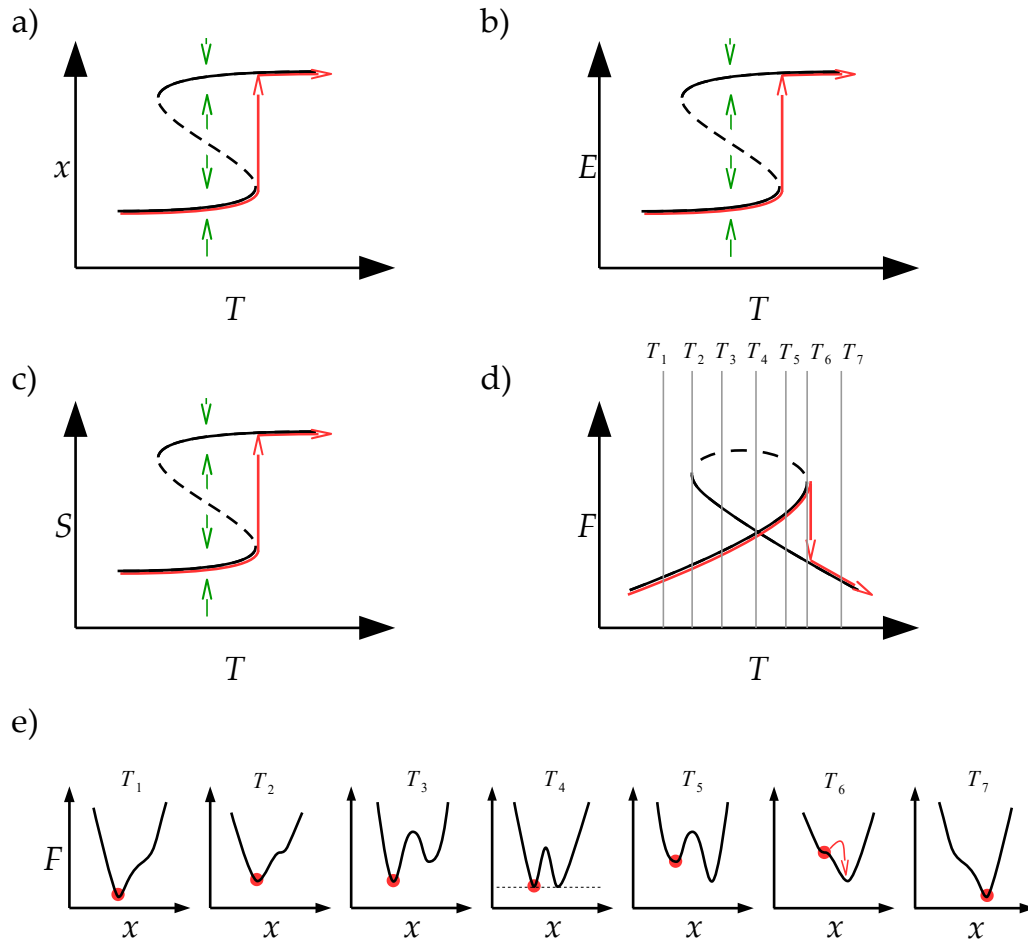 a)
b)
x
T
E
T
c)
d)
S
T
T1 T2 T3 T4 T5 T6 T7
F
T
e)
T1 T2 T3 T4 T5 T6 T7
F
x x x x x x x